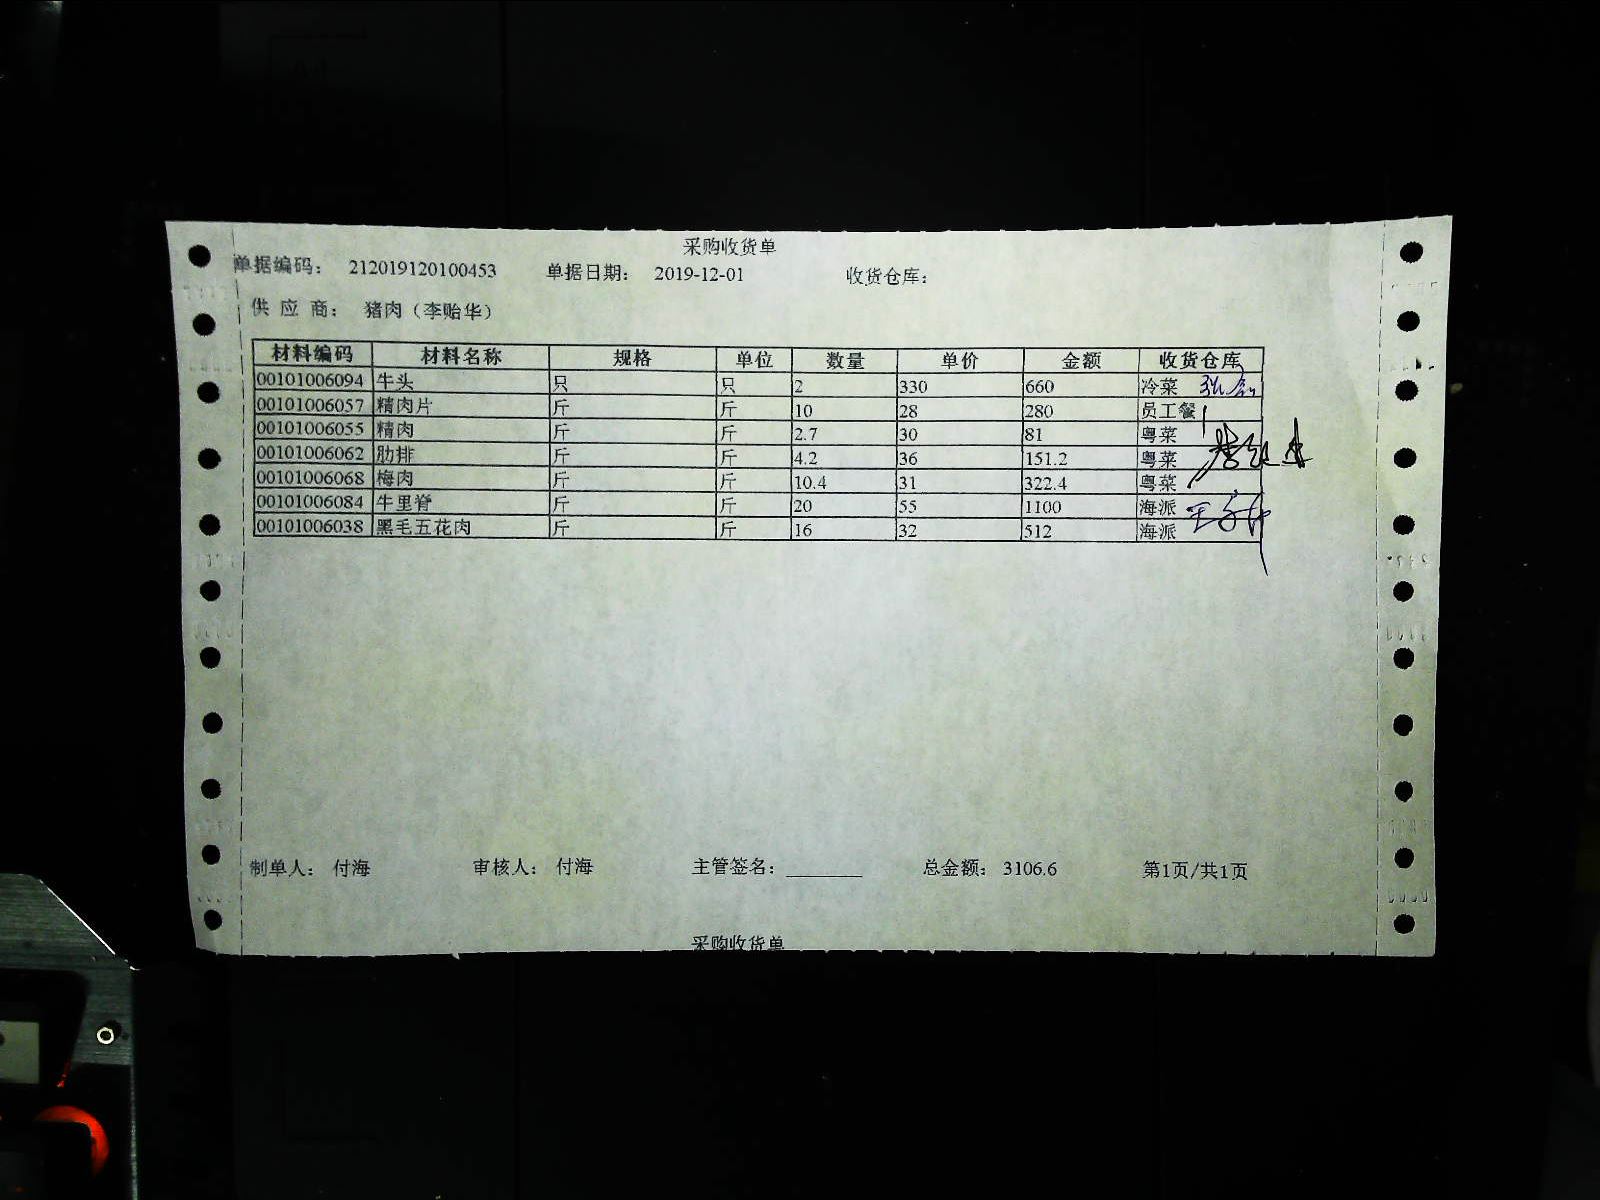 采购收货单
单据编码： 212019120100453 单据日期： 2019-12-01 收货仓库：
供 应 商： 猪肉（李贻华）
材料编码 材料名称 规格 单位 数量 单价 金额 收货仓库
00101006094 牛头 只 只 2 330 660 冷菜
00101006057 精肉片 斤 斤 10 28 280 员工餐
00101006055 精肉 斤 斤 2.7 30 81 粤菜
00101006062 肋排 斤 斤 4.2 36 151.2 粤菜
00101006068 梅肉 斤 斤 10.4 31 322.4 粤菜
00101006084 牛里脊 斤 斤 20 55 1100 海派
00101006038 黑毛五花肉 斤 斤 16 32 512 海派
制单人： 付海 审核人： 付海 主管签名：________ 总金额： 3106.6 第1页/共1页
采购收货单